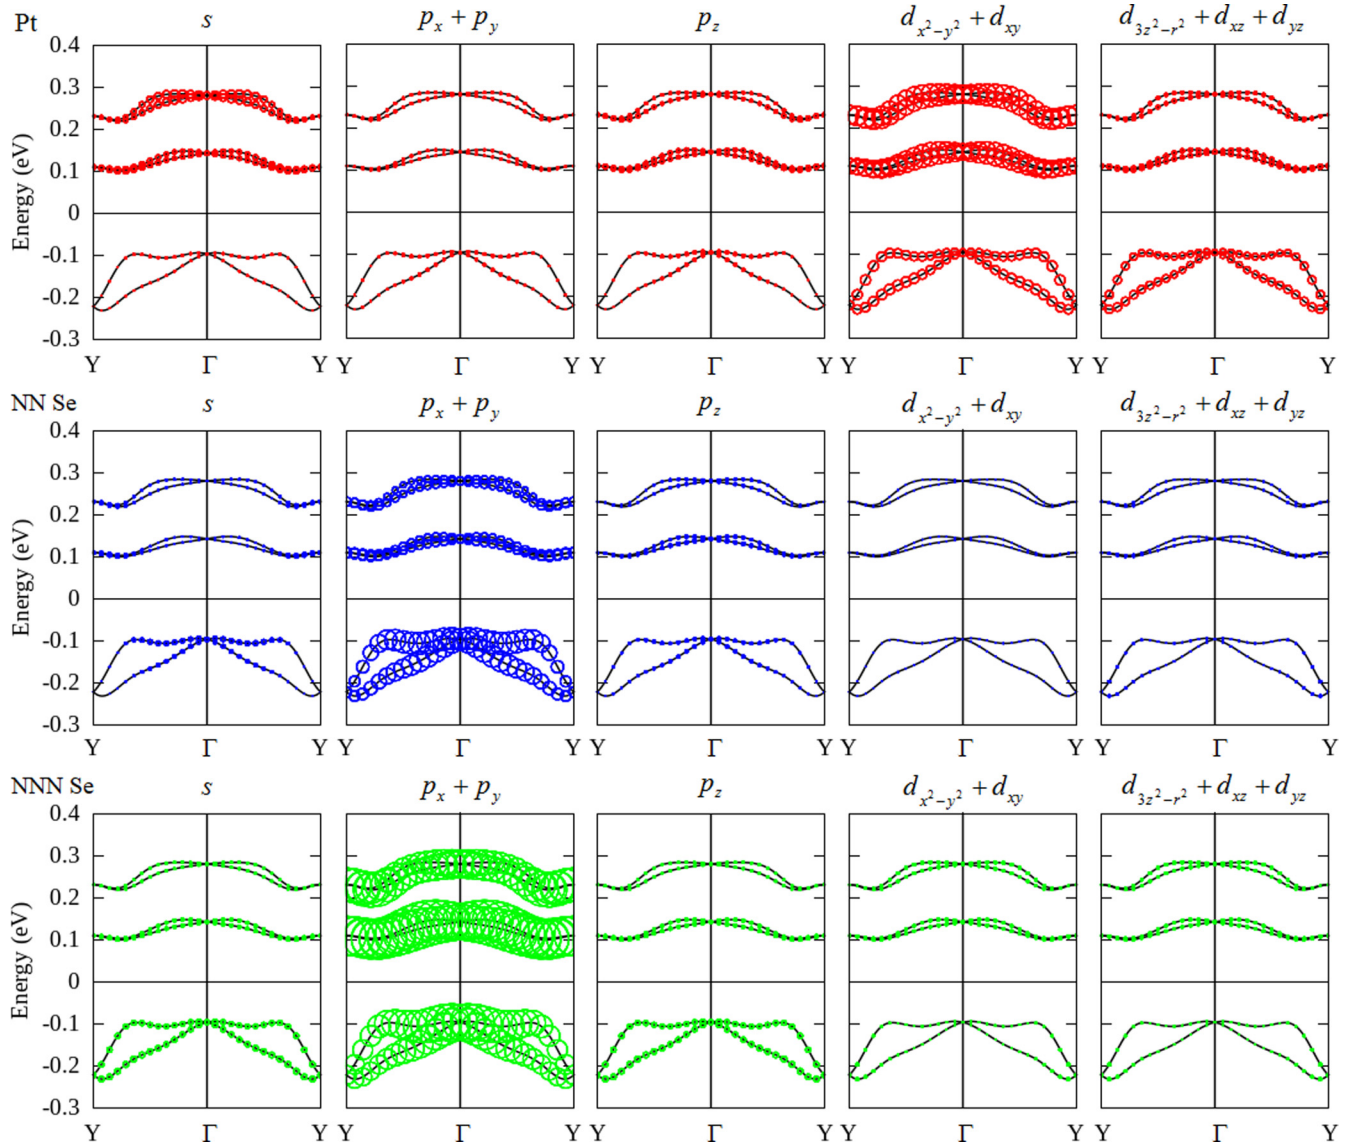 Pt s pₓ + p_y p_z d_{x²−y²} + d_{xy} d_{3z²−r²} + d_{xz} + d_{yz}
0.4
0.3
0.2
0.1
0
-0.1
-0.2
-0.3
Energy (eV)
Y Γ Y Y Γ Y Y Γ Y Y Γ Y Y Γ Y
NN Se s pₓ + p_y p_z d_{x²−y²} + d_{xy} d_{3z²−r²} + d_{xz} + d_{yz}
0.4
0.3
0.2
0.1
0
-0.1
-0.2
-0.3
Energy (eV)
Y Γ Y Y Γ Y Y Γ Y Y Γ Y Y Γ Y
NNN Se s pₓ + p_y p_z d_{x²−y²} + d_{xy} d_{3z²−r²} + d_{xz} + d_{yz}
0.4
0.3
0.2
0.1
0
-0.1
-0.2
-0.3
Energy (eV)
Y Γ Y Y Γ Y Y Γ Y Y Γ Y Y Γ Y